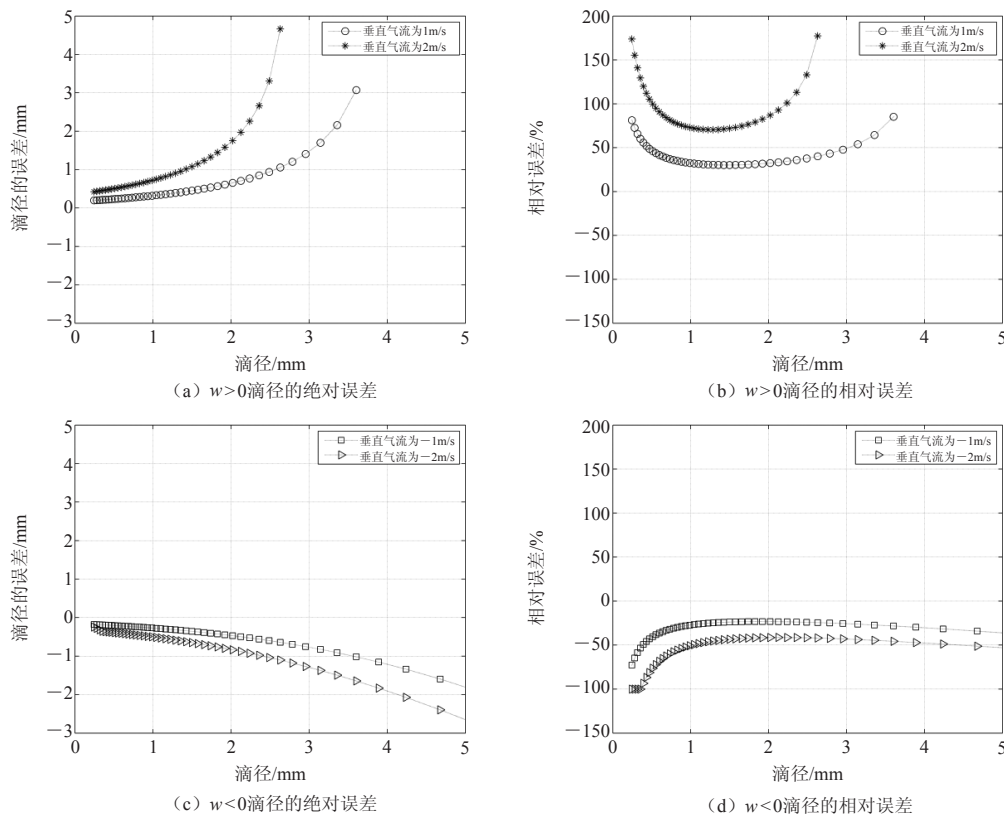 5
4
3
2
1
0
−1
−2
−3
滴径的误差/mm
垂直气流为1m/s
垂直气流为2m/s
0 1 2 3 4 5
滴径/mm
(a) w>0滴径的绝对误差
200
150
100
50
0
−50
−100
−150
相对误差/%
垂直气流为1m/s
垂直气流为2m/s
0 1 2 3 4 5
滴径/mm
(b) w>0滴径的相对误差
5
4
3
2
1
0
−1
−2
−3
滴径的误差/mm
垂直气流为−1m/s
垂直气流为−2m/s
0 1 2 3 4 5
滴径/mm
(c) w<0滴径的绝对误差
200
150
100
50
0
−50
−100
−150
相对误差/%
垂直气流为−1m/s
垂直气流为−2m/s
0 1 2 3 4 5
滴径/mm
(d) w<0滴径的相对误差